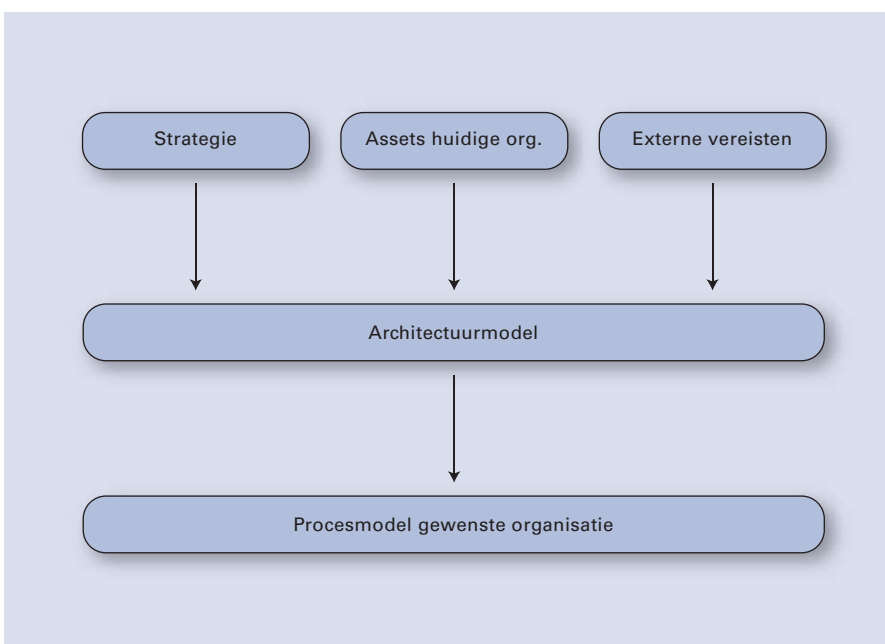 Strategie
Assets huidige org.
Externe vereisten
Architectuurmodel
Procesmodel gewenste organisatie